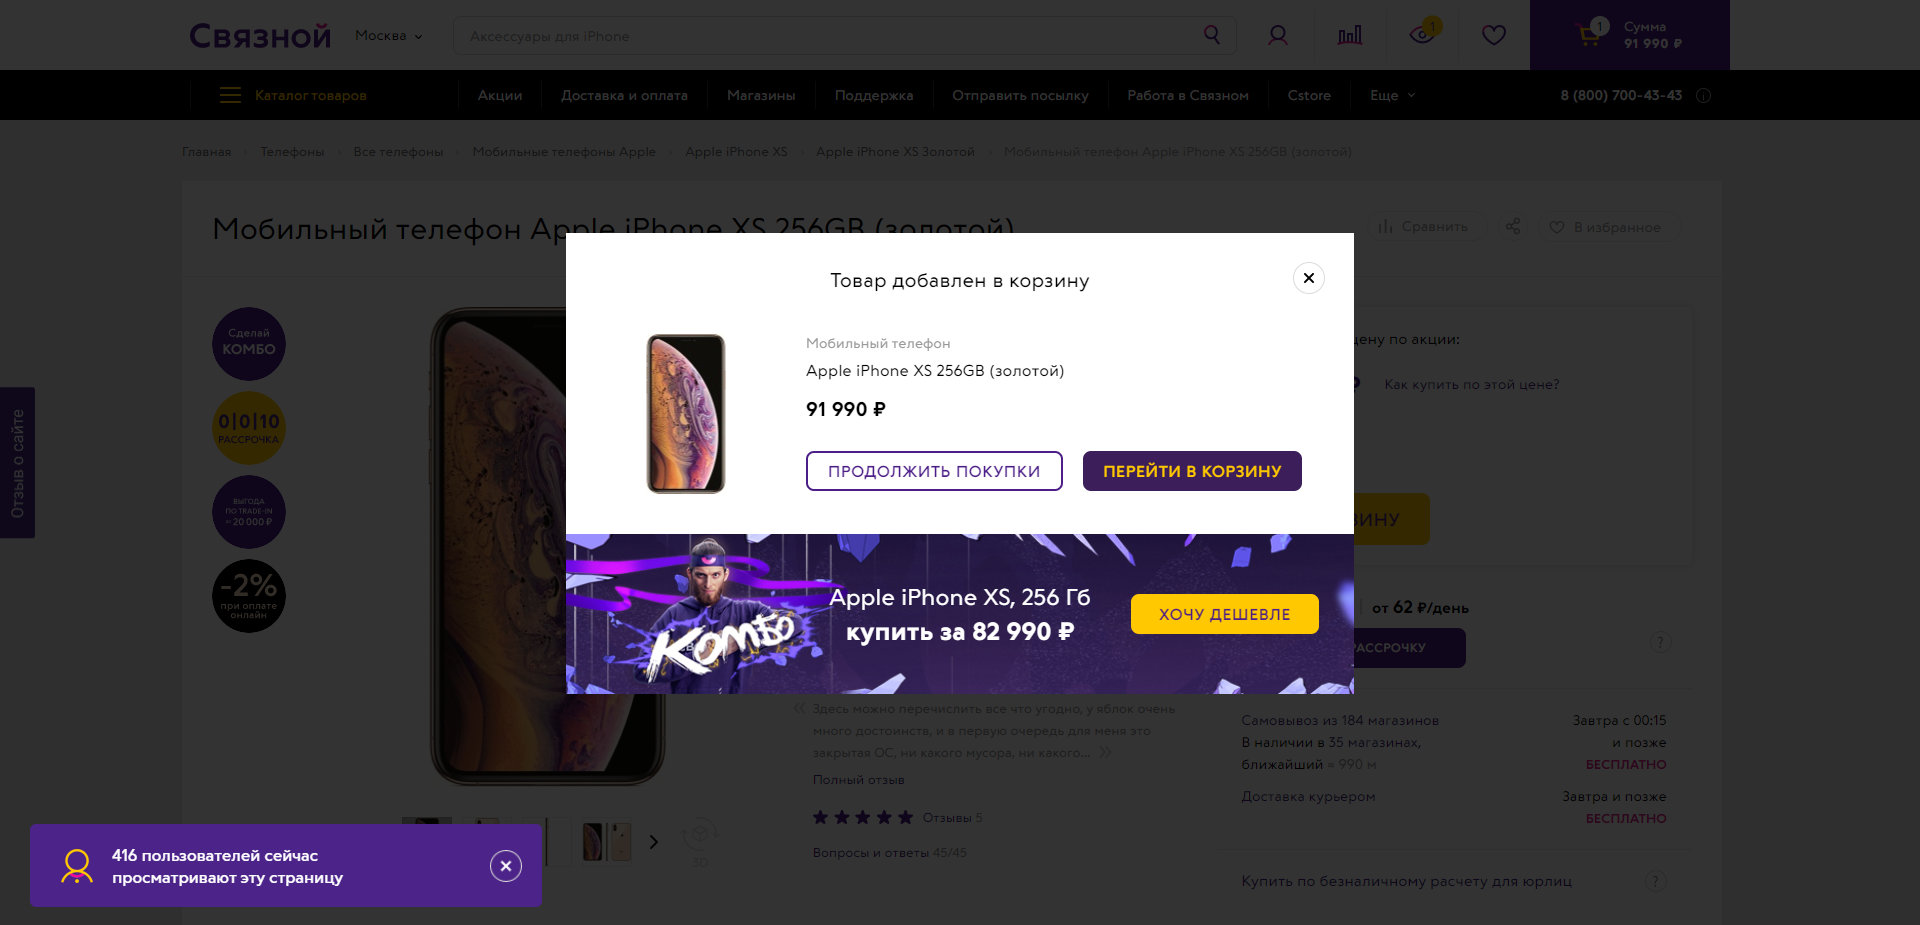 Связной
Москва
Аксессуары для iPhone
1
1
Сумма
91 990 ₽
Каталог товаров
Акции
Доставка и оплата
Магазины
Поддержка
Отправить посылку
Работа в Связном
Cstore
Еще
8 (800) 700-43-43
Главная
Телефоны
Все телефоны
Мобильные телефоны Apple
Apple iPhone XS
Apple iPhone XS Золотой
Мобильный телефон Apple iPhone XS 256GB (золотой)
Мобильный телефон Apple iPhone XS 256GB (золотой)
Сравнить
В избранное
Сделай
КОМБО
0|0|10
РАССРОЧКА
ВЫГОДА
ПО TRADE-IN
от 20 000 ₽
-2%
при оплате
онлайн
Отзыв о сайте
Товар добавлен в корзину
Мобильный телефон
Apple iPhone XS 256GB (золотой)
91 990 ₽
ПРОДОЛЖИТЬ ПОКУПКИ
ПЕРЕЙТИ В КОРЗИНУ
Комбо
Apple iPhone XS, 256 Гб
купить за 82 990 ₽
ХОЧУ ДЕШЕВЛЕ
цену по акции:
Как купить по этой цене?
ЗИНУ
от 62 ₽/день
РАССРОЧКУ
?
« Здесь можно перечислить все что угодно, у яблок очень
много достоинств, и в первую очередь для меня это
закрытая ОС, ни какого мусора, ни какого... »
Полный отзыв
Отзывы 5
Вопросы и ответы 45/45
3D
Самовывоз из 184 магазинов
Завтра с 00:15
и позже
В наличии в 35 магазинах,
ближайший ≈ 990 м
БЕСПЛАТНО
Доставка курьером
Завтра и позже
БЕСПЛАТНО
Купить по безналичному расчету для юрлиц
?
416 пользователей сейчас
просматривают эту страницу